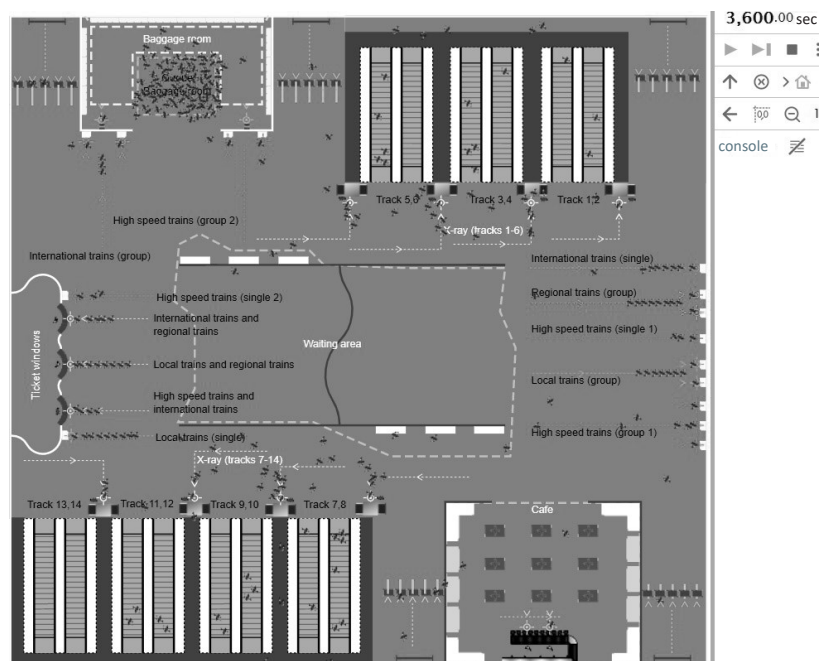 3,600.00 sec
Baggage room
Baggage room
console
Track 5,6
Track 3,4
Track 1,2
High speed trains (group 2)
X-ray (tracks 1-6)
International trains (group)
International trains (single)
High speed trains (single 2)
Regional trains (group)
International trains and
regional trains
High speed trains (single 1)
Waiting area
Ticket windows
Local trains and regional trains
Local trains (group)
High speed trains and
international trains
Local trains (single)
High speed trains (group 1)
X-ray (tracks 7-14)
Track 13,14
Track 11,12
Track 9,10
Track 7,8
Cafe